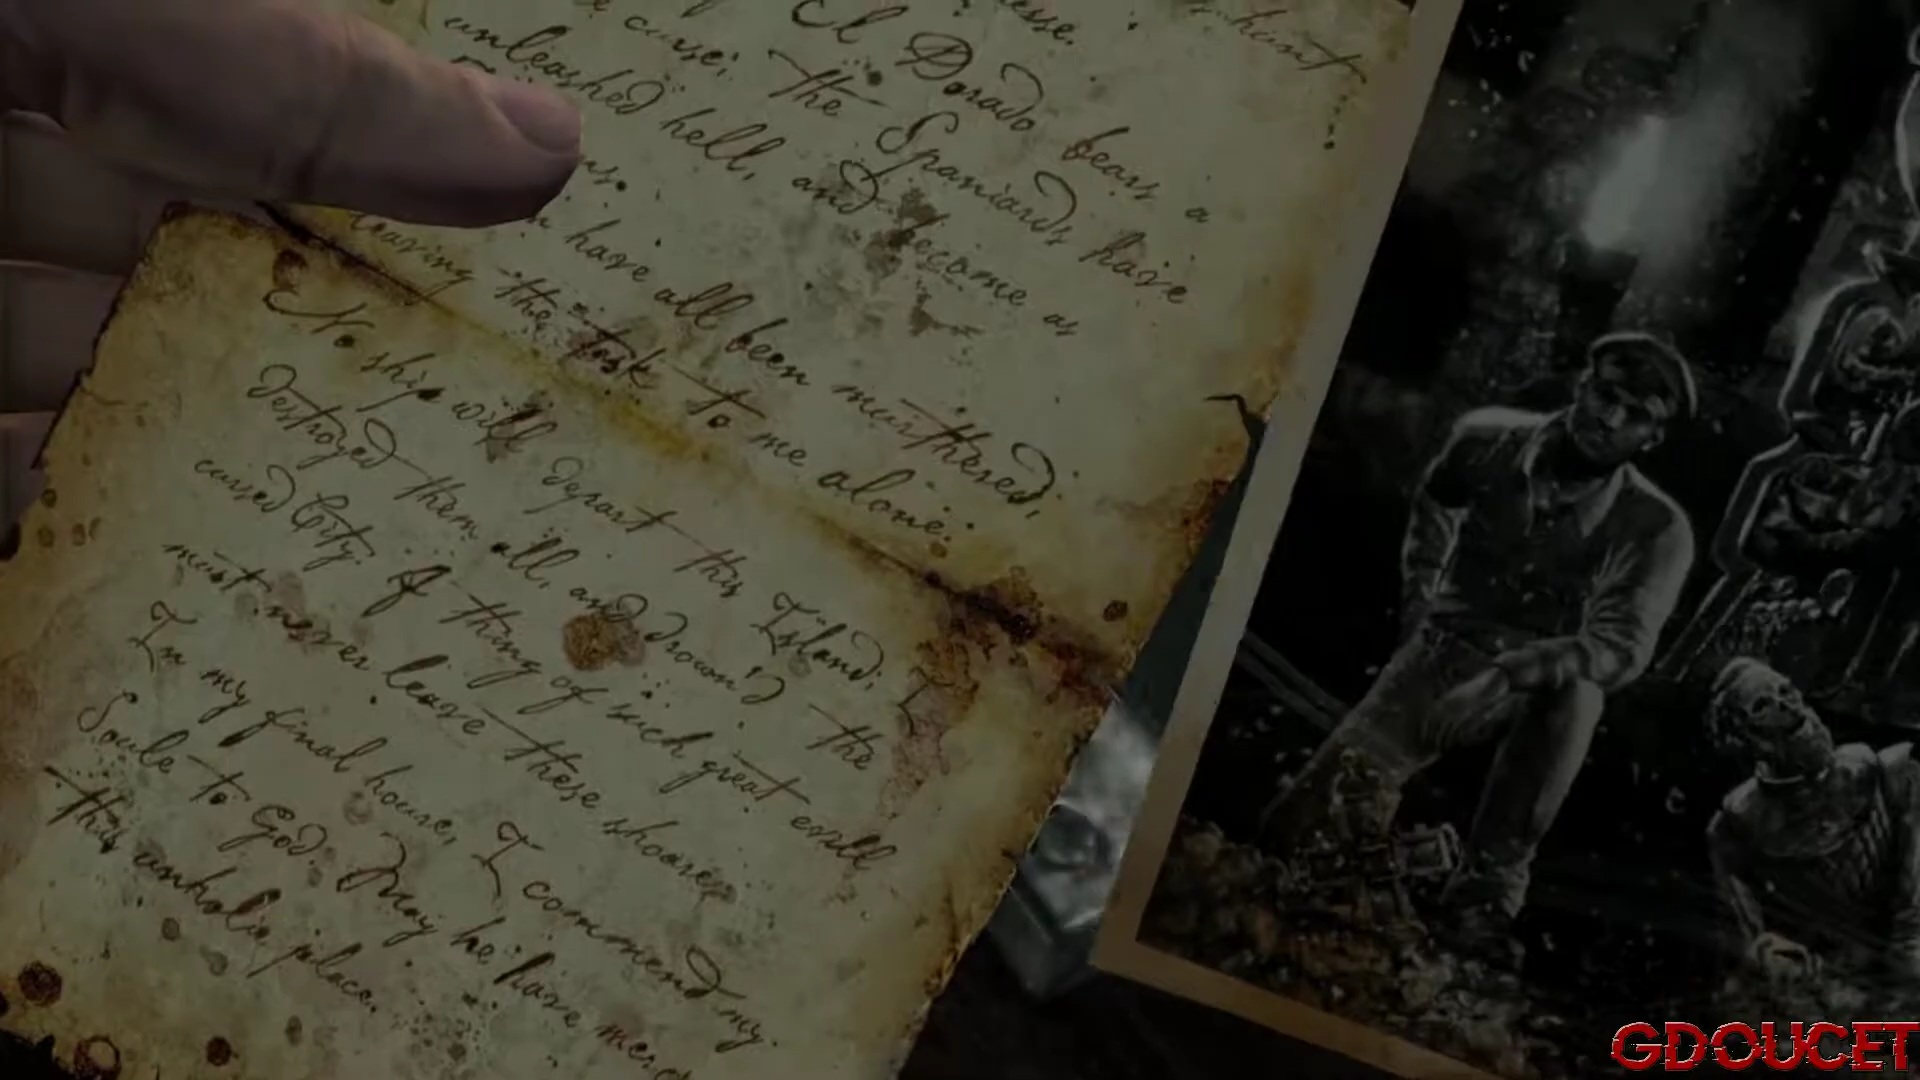 El Dorado bears a
curse; the Spaniards have
unleashed hell, and become as
have all been murthered,
leaving the task to me alone.
No ship will depart this Island; I
destroyed them all, and drown'd the
cursed City. A thing of such great evill
must never leave these shoares.
In my final houre, I commend my
Soule to God. May he have
this unholie place.
GDOUCET